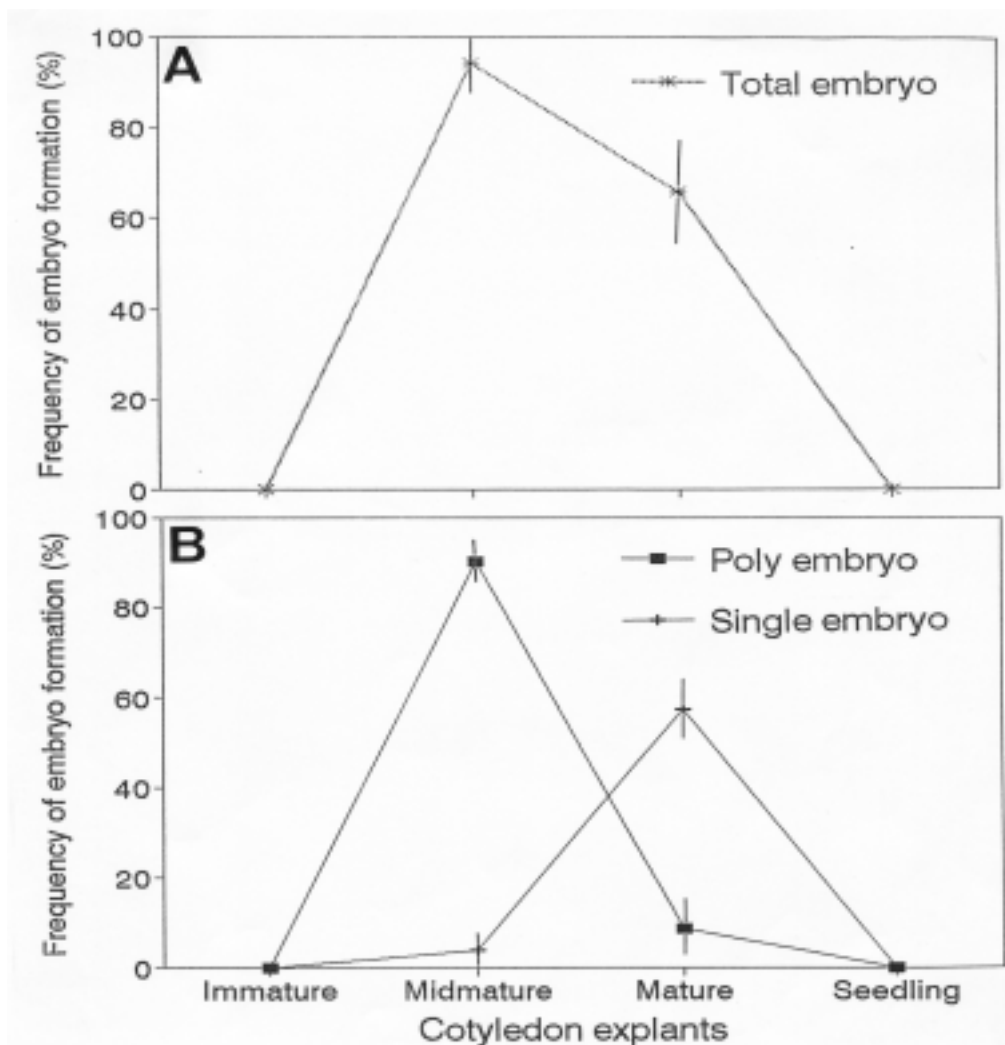 A
Total embryo
Frequency of embryo formation (%)
100
80
60
40
20
0
B
Poly embryo
Single embryo
Frequency of embryo formation (%)
100
80
60
40
20
0
Immature Midmature Mature Seedling
Cotyledon explants